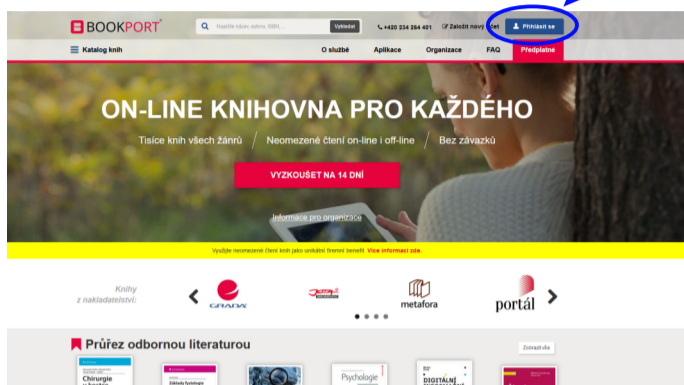 BOOKPORT
Napište název, autora, ISBN, ...
Vyhledat
+420 234 264 401
Založit nový účet
Přihlásit se
Katalog knih
O službě
Aplikace
Organizace
FAQ
Předplatné
ON-LINE KNIHOVNA PRO KAŽDÉHO
Tisíce knih všech žánrů / Neomezené čtení on-line i off-line / Bez závazků
VYZKOUŠET NA 14 DNÍ
Informace pro organizace
Využijte neomezené čtení knih jako unikátní firemní benefit. Více informací zde.
Knihy
z nakladatelství:
GRADA
metafora
portál
Průřez odbornou literaturou
Zobrazit vše
Chirurgie
Základy fyziologie
Psychologie
DIGITÁLNÍ